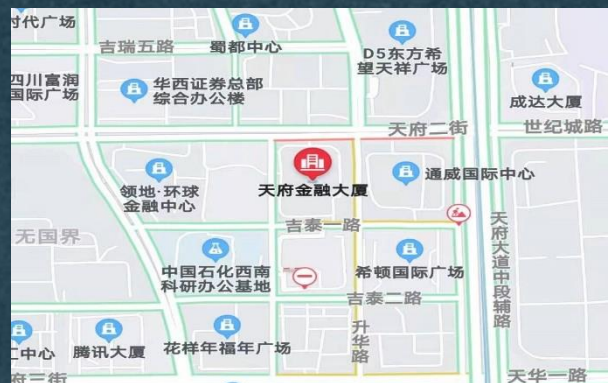 时代广场
吉瑞五路
蜀都中心
D5东方希
望天祥广场
四川富润
国际广场
华西证券总部
综合办公楼
成达大厦
天府二街
世纪城路
领地·环球
金融中心
天府金融大厦
通威国际中心
吉泰一路
无国界
天府大道中段辅路
中国石化西南
科研办公基地
希顿国际广场
吉泰二路
升华路
汇中心
腾讯大厦
花样年福年广场
府三街
天华一路